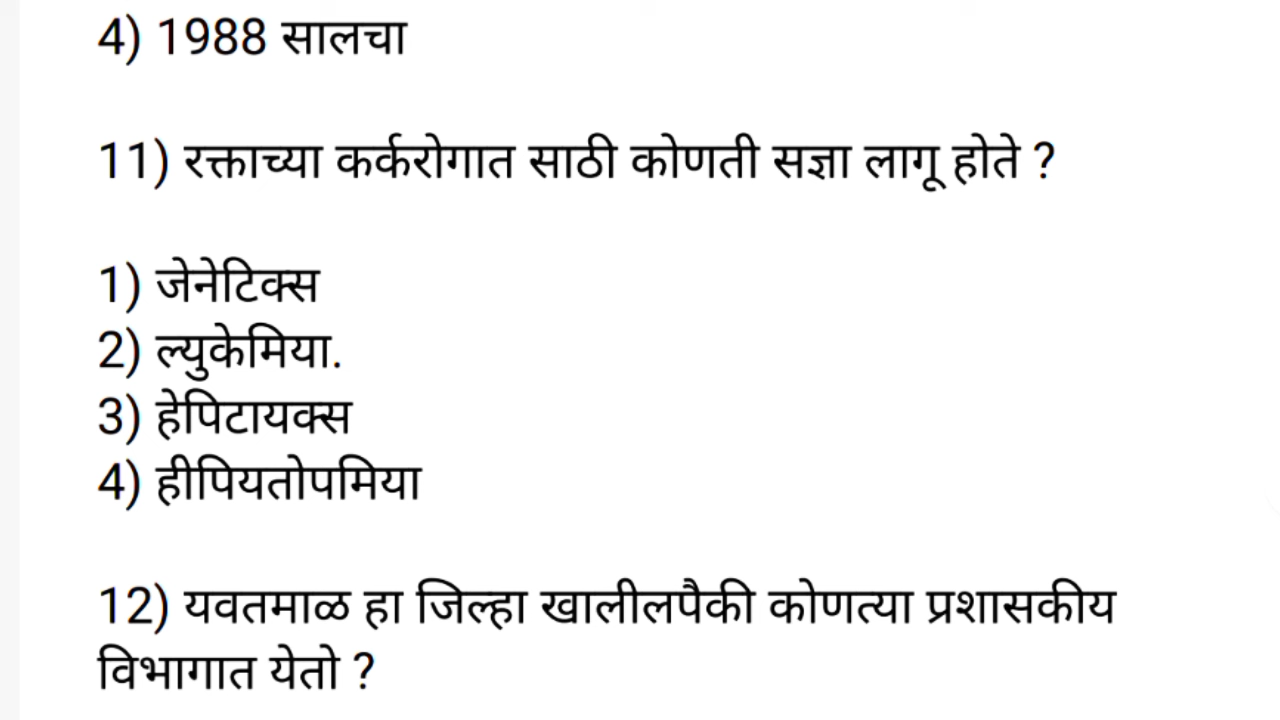 4) 1988 सालचा
11) रक्ताच्या कर्करोगात साठी कोणती सज्ञा लागू होते ?
1) जेनेटिक्स
2) ल्युकेमिया.
3) हेपिटायक्स
4) हीपियतोपमिया
12) यवतमाळ हा जिल्हा खालीलपैकी कोणत्या प्रशासकीय
विभागात येतो ?